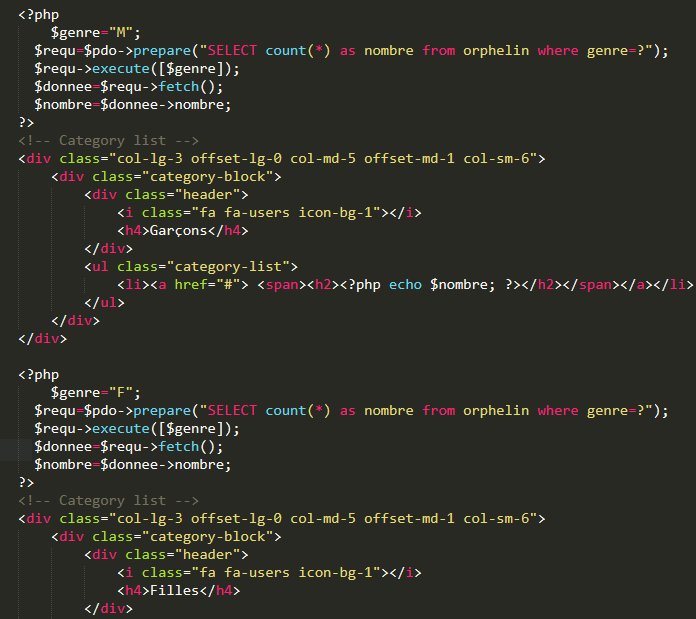 <?php
$genre="M";
$requ=$pdo->prepare("SELECT count(*) as nombre from orphelin where genre=?");
$requ->execute([$genre]);
$donnee=$requ->fetch();
$nombre=$donnee->nombre;
?>
<!-- Category list -->
<div class="col-lg-3 offset-lg-0 col-md-5 offset-md-1 col-sm-6">
<div class="category-block">
<div class="header">
<i class="fa fa-users icon-bg-1"></i>
<h4>Garçons</h4>
</div>
<ul class="category-list">
<li><a href="#"> <span><h2><?php echo $nombre; ?></h2></span></a></li>
</ul>
</div>
</div>
<?php
$genre="F";
$requ=$pdo->prepare("SELECT count(*) as nombre from orphelin where genre=?");
$requ->execute([$genre]);
$donnee=$requ->fetch();
$nombre=$donnee->nombre;
?>
<!-- Category list -->
<div class="col-lg-3 offset-lg-0 col-md-5 offset-md-1 col-sm-6">
<div class="category-block">
<div class="header">
<i class="fa fa-users icon-bg-1"></i>
<h4>Filles</h4>
</div>